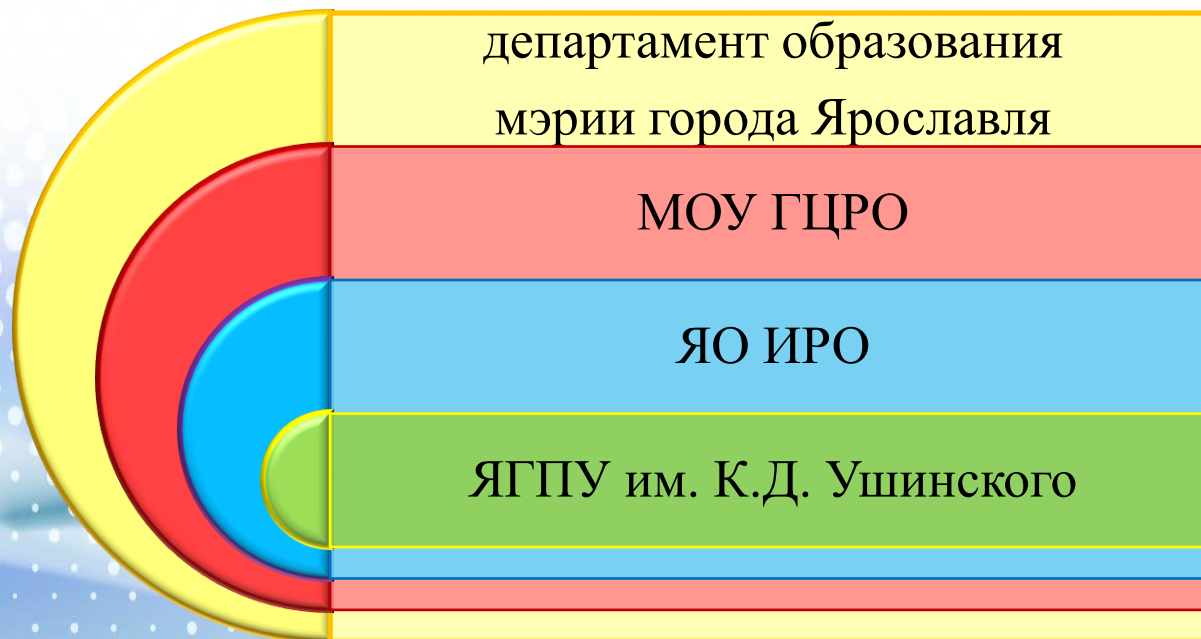 департамент образования
мэрии города Ярославля
МОУ ГЦРО
ЯО ИРО
ЯГПУ им. К.Д. Ушинского